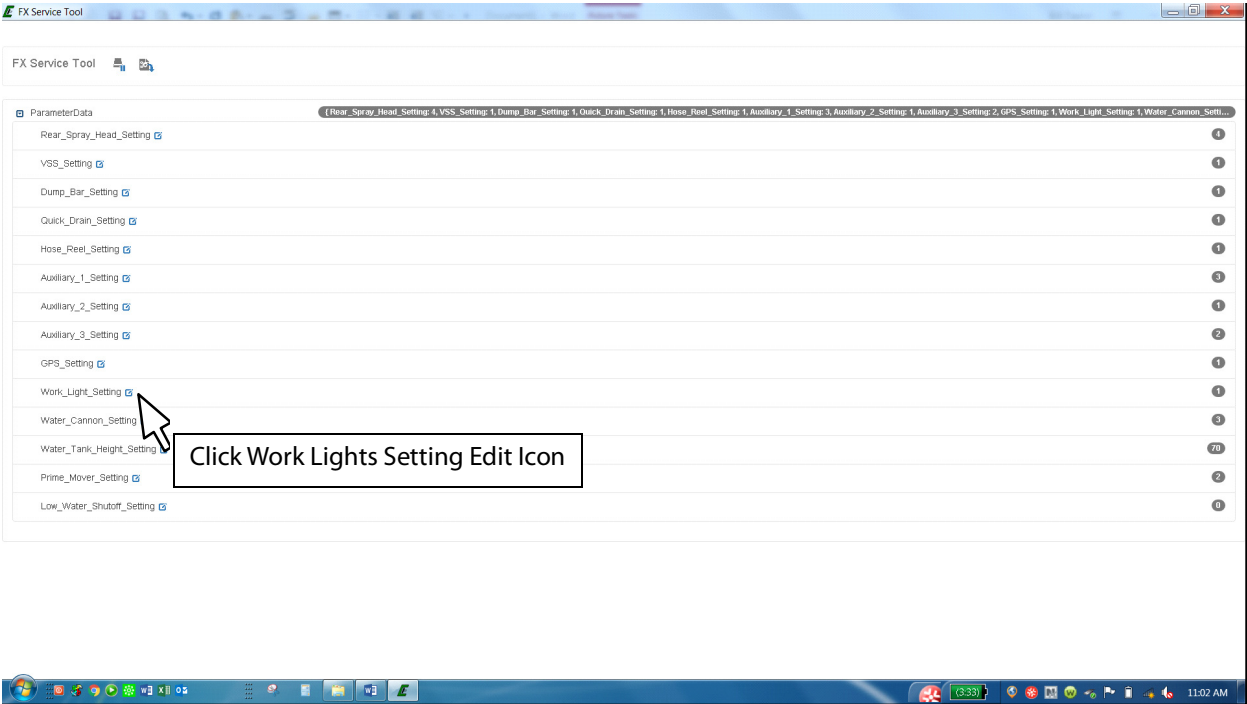 FX Service Tool
FX Service Tool
ParameterData
{ Rear_Spray_Head_Setting: 4, VSS_Setting: 1, Dump_Bar_Setting: 1, Quick_Drain_Setting: 1, Hose_Reel_Setting: 1, Auxiliary_1_Setting: 3, Auxiliary_2_Setting: 1, Auxiliary_3_Setting: 2, GPS_Setting: 1, Work_Light_Setting: 1, Water_Cannon_Setti...
Rear_Spray_Head_Setting 4
VSS_Setting 1
Dump_Bar_Setting 1
Quick_Drain_Setting 1
Hose_Reel_Setting 1
Auxiliary_1_Setting 3
Auxiliary_2_Setting 1
Auxiliary_3_Setting 2
GPS_Setting 1
Work_Light_Setting 1
Water_Cannon_Setting 3
Water_Tank_Height_Setting 70
Click Work Lights Setting Edit Icon
Prime_Mover_Setting 2
Low_Water_Shutoff_Setting 0
(3:33) 11:02 AM